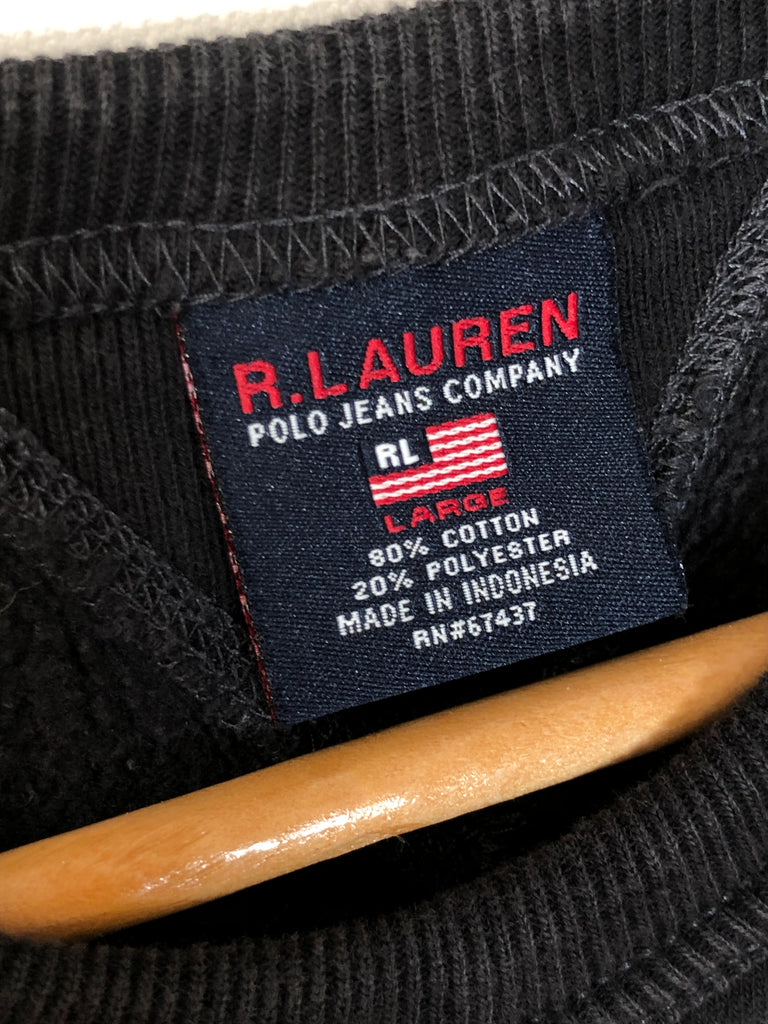 R.LAUREN
POLO JEANS COMPANY
RL
LARGE
80% COTTON
20% POLYESTER
MADE IN INDONESIA
RN#67437